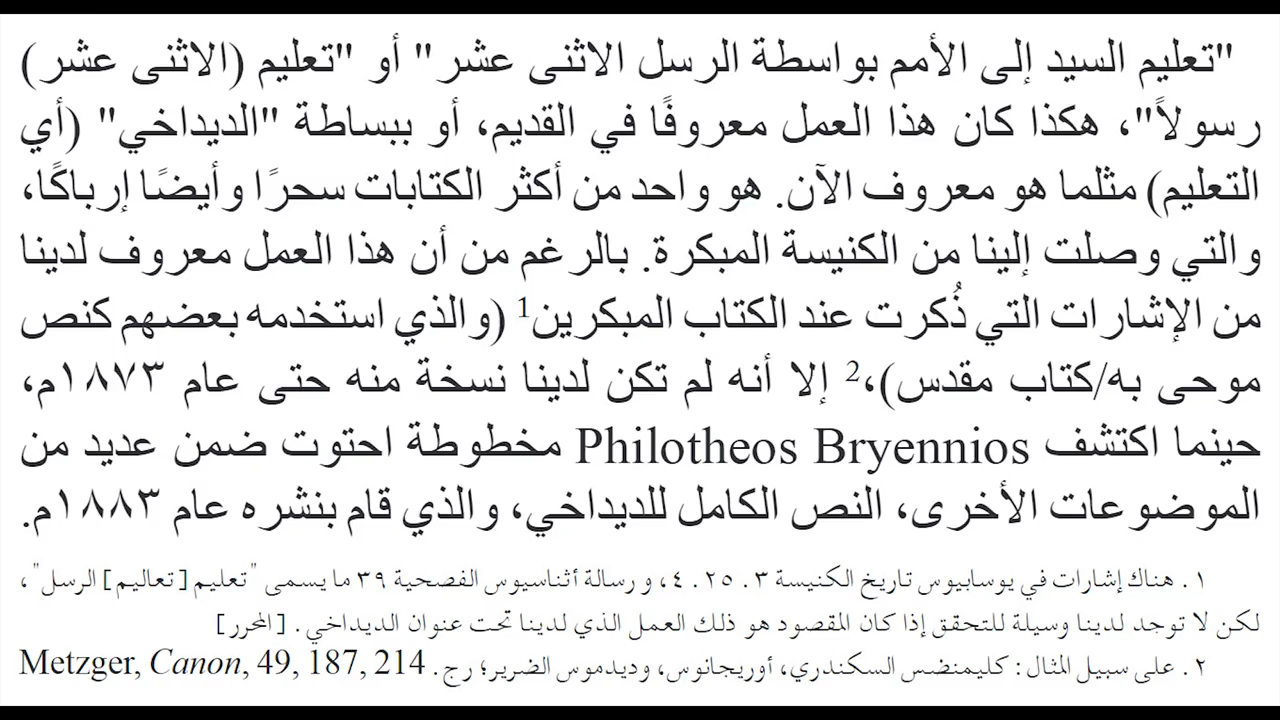 "تعليم السيد إلى الأمم بواسطة الرسل الاثنى عشر" أو "تعليم (الاثنى عشر)
رسولاً"، هكذا كان هذا العمل معروفًا في القديم، أو ببساطة "الديداخي" (أي
التعليم) مثلما هو معروف الآن. هو واحد من أكثر الكتابات سحرًا وأيضًا إرباكًا،
والتي وصلت إلينا من الكنيسة المبكرة. بالرغم من أن هذا العمل معروف لدينا
من الإشارات التي ذُكرت عند الكتاب المبكرين1 (والذي استخدمه بعضهم كنص
موحى به/كتاب مقدس)،2 إلا أنه لم تكن لدينا نسخة منه حتى عام ١٨٧٣م،
حينما اكتشف Philotheos Bryennios مخطوطة احتوت ضمن عديد من
الموضوعات الأخرى، النص الكامل للديداخي، والذي قام بنشره عام ١٨٨٣م.
١. هناك إشارات في يوسابيوس تاريخ الكنيسة ٣. ٢٥. ٤، ورسالة أثناسيوس الفصحية ٣٩ ما يسمى "تعليم [تعاليم] الرسل"،
لكن لا توجد لدينا وسيلة للتحقق إذا كان المقصود هو ذلك العمل الذي لدينا تحت عنوان الديداخي. [المحرر]
٢. على سبيل المثال: كليمنضس السكندري، أوريجانوس، وديدموس الضرير؛ رج. Metzger, Canon, 49, 187, 214